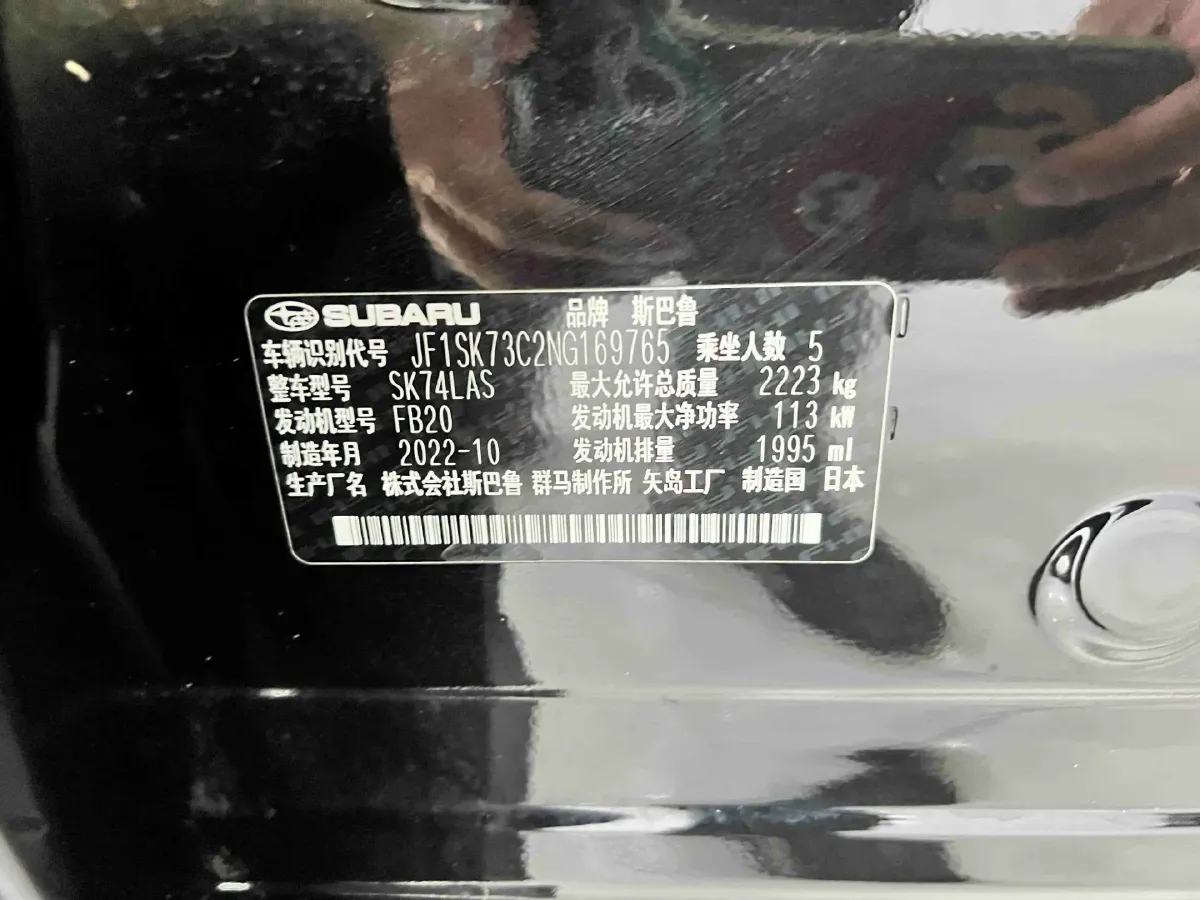 SUBARU 品牌 斯巴鲁
车辆识别代号 JF1SK73C2NG169765 乘坐人数 5
整车型号 SK74LAS 最大允许总质量 2223 kg
发动机型号 FB20 发动机最大净功率 113 kW
制造年月 2022-10 发动机排量 1995 ml
生产厂名 株式会社斯巴鲁 群马制作所 矢岛工厂 制造国 日本